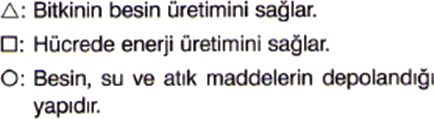 △: Bitkinin besin üretimini sağlar.
□: Hücrede enerji üretimini sağlar.
○: Besin, su ve atık maddelerin depolandığı
yapıdır.